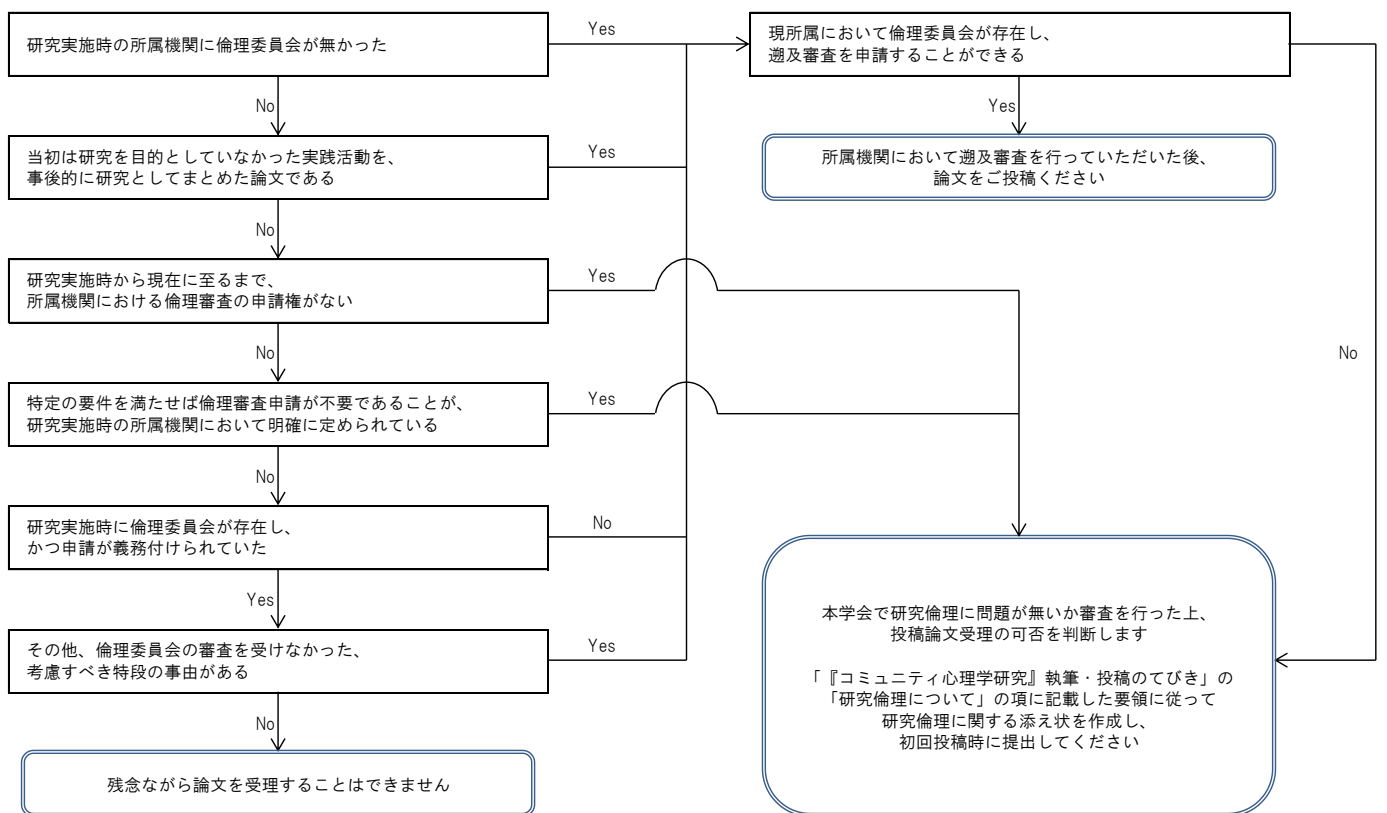 研究実施時の所属機関に倫理委員会が無かった
Yes
現所属において倫理委員会が存在し、
遡及審査を申請することができる
No
Yes
当初は研究を目的としていなかった実践活動を、
事後的に研究としてまとめた論文である
Yes
所属機関において遡及審査を行っていただいた後、
論文をご投稿ください
No
研究実施時から現在に至るまで、
所属機関における倫理審査の申請権がない
Yes
No
No
特定の要件を満たせば倫理審査申請が不要であることが、
研究実施時の所属機関において明確に定められている
Yes
No
研究実施時に倫理委員会が存在し、
かつ申請が義務付けられていた
No
Yes
その他、倫理委員会の審査を受けなかった、
考慮すべき特段の事由がある
Yes
No
残念ながら論文を受理することはできません
本学会で研究倫理に問題が無いか審査を行った上、
投稿論文受理の可否を判断します
「『コミュニティ心理学研究』執筆・投稿のてびき」の
「研究倫理について」の項に記載した要領に従って
研究倫理に関する添え状を作成し、
初回投稿時に提出してください